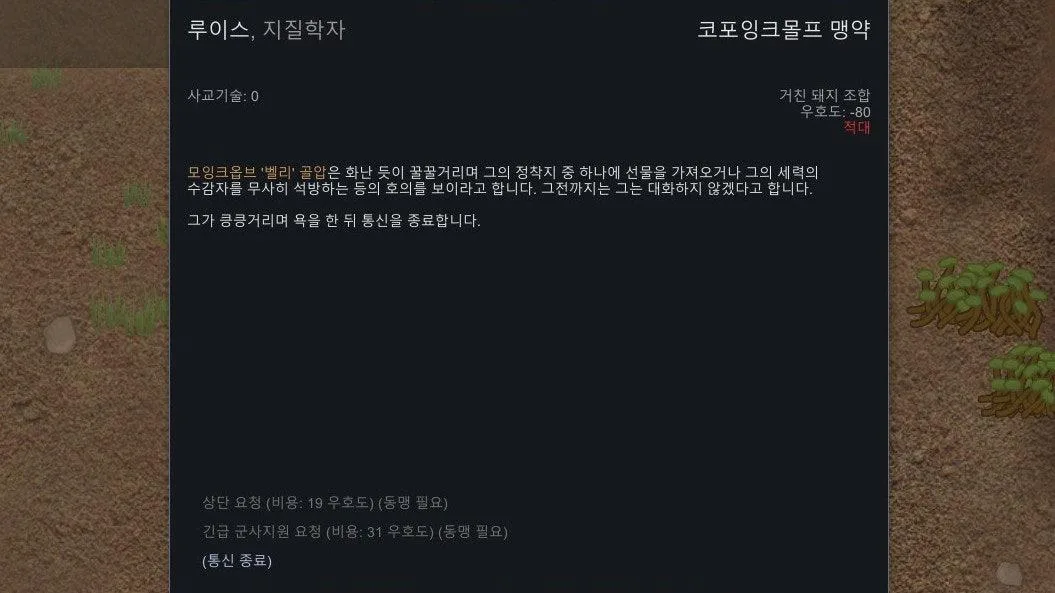 루이스, 지질학자
코포잉크몰프 맹약
사교기술: 0
거친 돼지 조합
우호도: -80
적대
모잉크옵브 '벨리' 골압은 화난 듯이 꿀꿀거리며 그의 정착지 중 하나에 선물을 가져오거나 그의 세력의
수감자를 무사히 석방하는 등의 호의를 보이라고 합니다. 그전까지는 그는 대화하지 않겠다고 합니다.
그가 킁킁거리며 욕을 한 뒤 통신을 종료합니다.
상단 요청 (비용: 19 우호도) (동맹 필요)
긴급 군사지원 요청 (비용: 31 우호도) (동맹 필요)
(통신 종료)